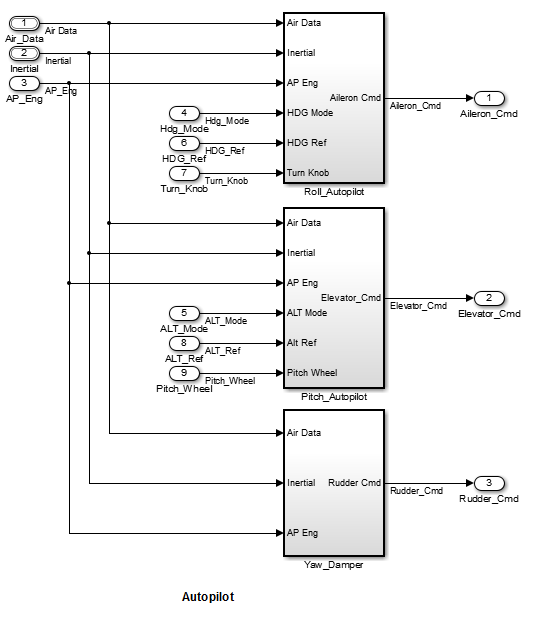 1
Air Data
Air_Data
2
Inertial
Inertial
3
AP_Eng
AP_Eng
4
Hdg_Mode
Hdg_Mode
6
HDG_Ref
HDG_Ref
7
Turn_Knob
Turn_Knob
Air Data
Inertial
AP Eng
HDG Mode
HDG Ref
Turn Knob
Aileron Cmd
Roll_Autopilot
Aileron_Cmd
1
Aileron_Cmd
5
ALT_Mode
ALT_Mode
8
ALT_Ref
ALT_Ref
9
Pitch_Wheel
Pitch_Wheel
Air Data
Inertial
AP Eng
ALT Mode
Alt Ref
Pitch Wheel
Elevator_Cmd
Pitch_Autopilot
Elevator_Cmd
2
Elevator_Cmd
Air Data
Inertial
AP Eng
Rudder Cmd
Yaw_Damper
Rudder_Cmd
3
Rudder_Cmd
Autopilot